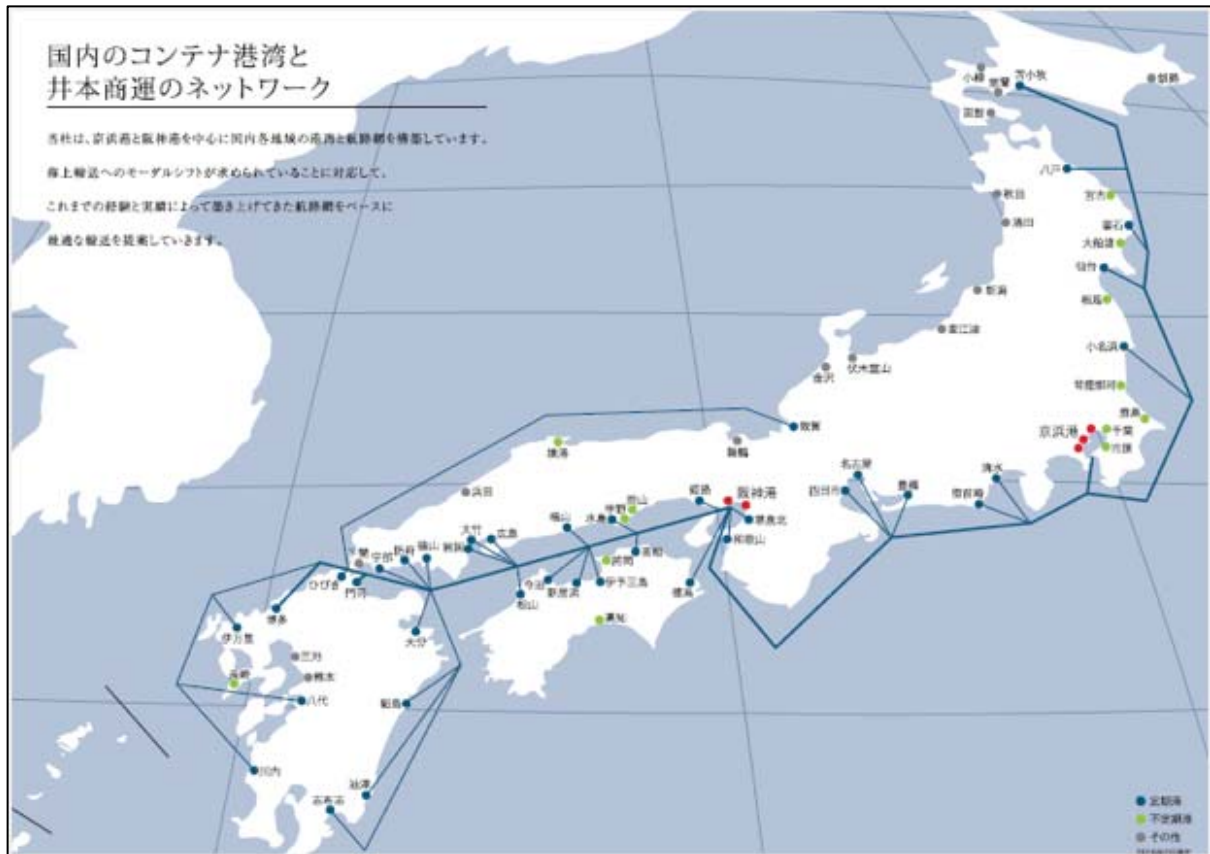 国内のコンテナ港湾と
井本商運のネットワーク
当社は、京浜港と阪神港を中心に国内各地域の港湾と航路網を構築しています。
海上輸送へのモーダルシフトが求められていることに対応して、
これまでの経験と実績によって築き上げてきた航路網をベースに
最適な輸送を提案していきます。
小樽
室蘭
苫小牧
釧路
函館
八戸
宮古
秋田
釜石
酒田
大船渡
仙台
新潟
相馬
直江津
小名浜
伏木富山
金沢
常陸那珂
鹿島
京浜港
千葉
敦賀
境港
舞鶴
名古屋
清水
四日市
豊橋
御前崎
浜田
姫路
阪神港
岡山
宇野
水島
福山
堺泉北
和歌山
大竹
広島
岩国
高松
徳山
宇部
ひびき
門司
今治
新居浜
伊予三島
松山
徳島
高知
博多
伊万里
大分
三池
熊本
長崎
八代
細島
川内
油津
志布志
定期港
不定期港
その他